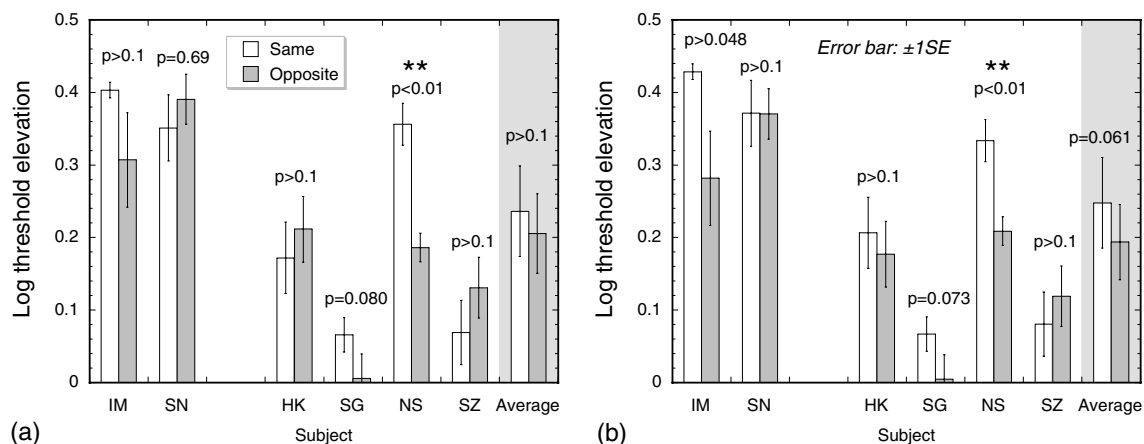 0.5
p>0.1
p=0.69
Same
Opposite
**
p<0.01
p>0.1
0.4
0.3
p>0.1
0.2
p>0.1
p=0.080
0.1
0
Log threshold elevation
IM SN HK SG NS SZ Average
Subject
(a)
0.5
p>0.048
Error bar: ±1SE
p>0.1
**
p<0.01
0.4
p=0.061
0.3
p>0.1
0.2
p>0.1
p=0.073
0.1
0
Log threshold elevation
IM SN HK SG NS SZ Average
Subject
(b)